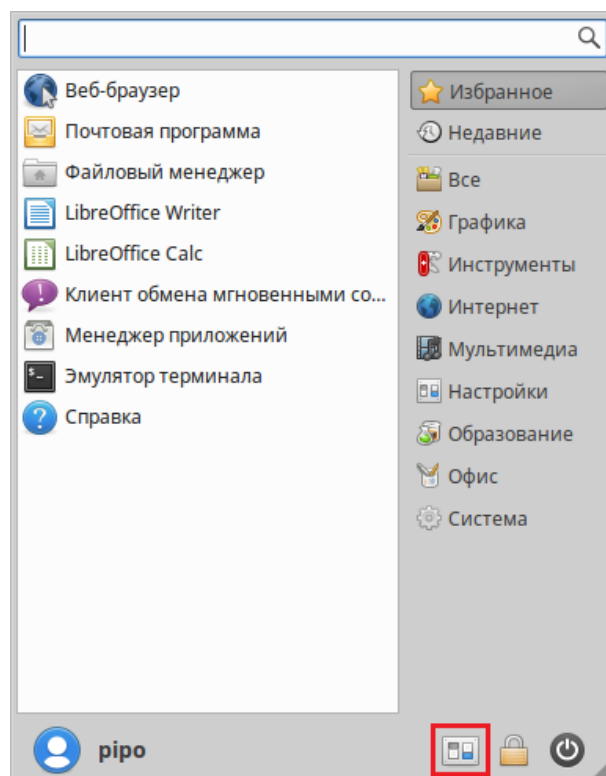 Веб-браузер
Почтовая программа
Файловый менеджер
LibreOffice Writer
LibreOffice Calc
Клиент обмена мгновенными со...
Менеджер приложений
Эмулятор терминала
Справка
Избранное
Недавние
Все
Графика
Инструменты
Интернет
Мультимедиа
Настройки
Образование
Офис
Система
pipo